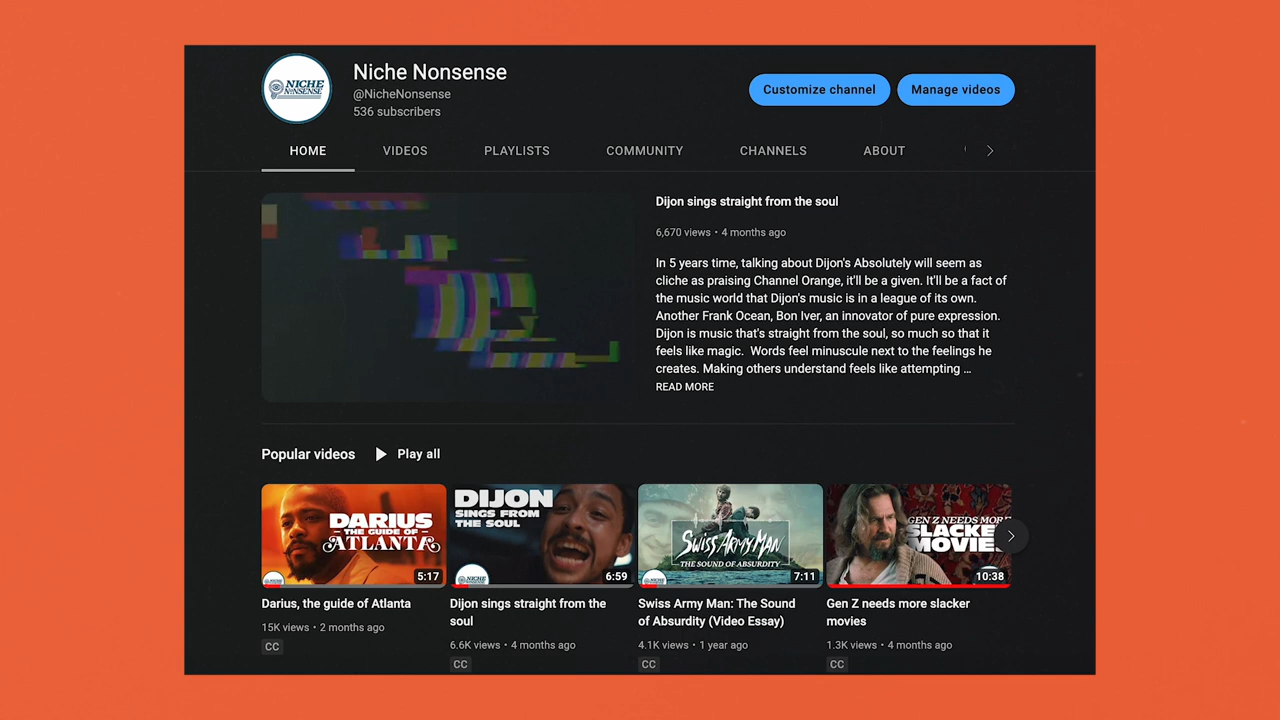 NICHE
NONSENSE
Niche Nonsense
@NicheNonsense
536 subscribers
Customize channel
Manage videos
HOME
VIDEOS
PLAYLISTS
COMMUNITY
CHANNELS
ABOUT
Dijon sings straight from the soul
6,670 views • 4 months ago
In 5 years time, talking about Dijon's Absolutely will seem as
cliche as praising Channel Orange, it'll be a given. It'll be a fact of
the music world that Dijon's music is in a league of its own.
Another Frank Ocean, Bon Iver, an innovator of pure expression.
Dijon is music that's straight from the soul, so much so that it
feels like magic.  Words feel minuscule next to the feelings he
creates. Making others understand feels like attempting ...
READ MORE
Popular videos
Play all
DARIUS
THE GUIDE OF
ATLANTA
5:17
DIJON
SINGS FROM
THE SOUL
NICHE
6:59
SWISS ARMY MAN
THE SOUND OF ABSURDITY
7:11
GEN Z NEEDS MORE
SLACKE
MOVIE
10:38
Darius, the guide of Atlanta
15K views • 2 months ago
CC
Dijon sings straight from the
soul
6.6K views • 4 months ago
CC
Swiss Army Man: The Sound
of Absurdity (Video Essay)
4.1K views • 1 year ago
CC
Gen Z needs more slacker
movies
1.3K views • 4 months ago
CC